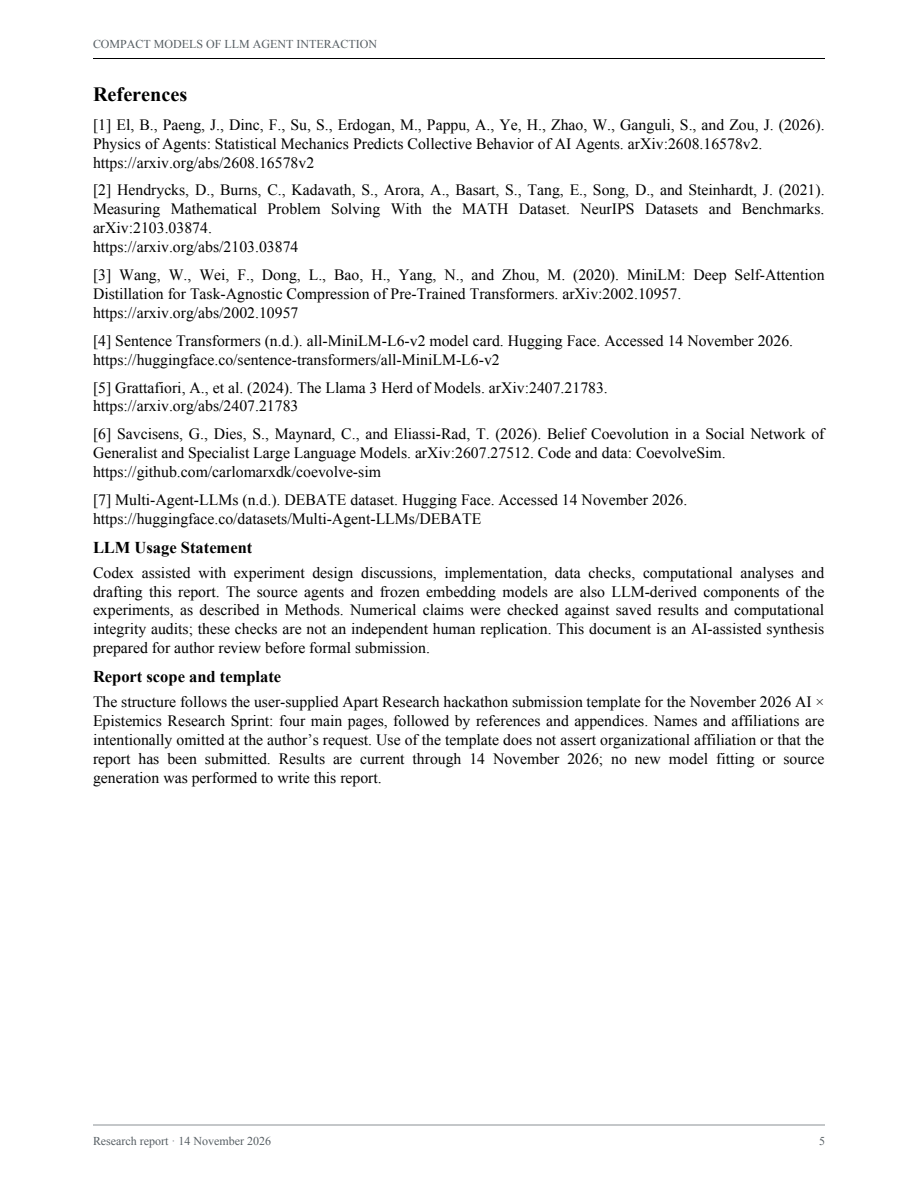 COMPACT MODELS OF LLM AGENT INTERACTION
References
[1] El, B., Paeng, J., Dinc, F., Su, S., Erdogan, M., Pappu, A., Ye, H., Zhao, W., Ganguli, S., and Zou, J. (2026).
Physics of Agents: Statistical Mechanics Predicts Collective Behavior of AI Agents. arXiv:2608.16578v2.
https://arxiv.org/abs/2608.16578v2
[2] Hendrycks, D., Burns, C., Kadavath, S., Arora, A., Basart, S., Tang, E., Song, D., and Steinhardt, J. (2021).
Measuring Mathematical Problem Solving With the MATH Dataset. NeurIPS Datasets and Benchmarks.
arXiv:2103.03874.
https://arxiv.org/abs/2103.03874
[3] Wang, W., Wei, F., Dong, L., Bao, H., Yang, N., and Zhou, M. (2020). MiniLM: Deep Self-Attention
Distillation for Task-Agnostic Compression of Pre-Trained Transformers. arXiv:2002.10957.
https://arxiv.org/abs/2002.10957
[4] Sentence Transformers (n.d.). all-MiniLM-L6-v2 model card. Hugging Face. Accessed 14 November 2026.
https://huggingface.co/sentence-transformers/all-MiniLM-L6-v2
[5] Grattafiori, A., et al. (2024). The Llama 3 Herd of Models. arXiv:2407.21783.
https://arxiv.org/abs/2407.21783
[6] Savcisens, G., Dies, S., Maynard, C., and Eliassi-Rad, T. (2026). Belief Coevolution in a Social Network of
Generalist and Specialist Large Language Models. arXiv:2607.27512. Code and data: CoevolveSim.
https://github.com/carlomarxdk/coevolve-sim
[7] Multi-Agent-LLMs (n.d.). DEBATE dataset. Hugging Face. Accessed 14 November 2026.
https://huggingface.co/datasets/Multi-Agent-LLMs/DEBATE
LLM Usage Statement
Codex assisted with experiment design discussions, implementation, data checks, computational analyses and
drafting this report. The source agents and frozen embedding models are also LLM-derived components of the
experiments, as described in Methods. Numerical claims were checked against saved results and computational
integrity audits; these checks are not an independent human replication. This document is an AI-assisted synthesis
prepared for author review before formal submission.
Report scope and template
The structure follows the user-supplied Apart Research hackathon submission template for the November 2026 AI ×
Epistemics Research Sprint: four main pages, followed by references and appendices. Names and affiliations are
intentionally omitted at the author’s request. Use of the template does not assert organizational affiliation or that the
report has been submitted. Results are current through 14 November 2026; no new model fitting or source
generation was performed to write this report.
Research report · 14 November 2026
5